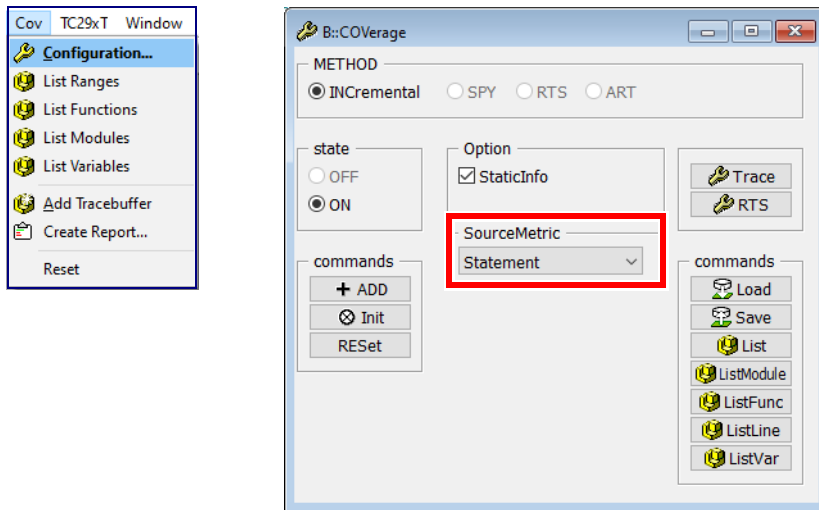 Cov TC29xT Window
Configuration...
List Ranges
List Functions
List Modules
List Variables
Add Tracebuffer
Create Report...
Reset
B::COVerage
METHOD
INCremental SPY RTS ART
state
OFF
ON
Option
StaticInfo
Trace
RTS
SourceMetric
Statement
commands
+ ADD
Init
RESet
commands
Load
Save
List
ListModule
ListFunc
ListLine
ListVar